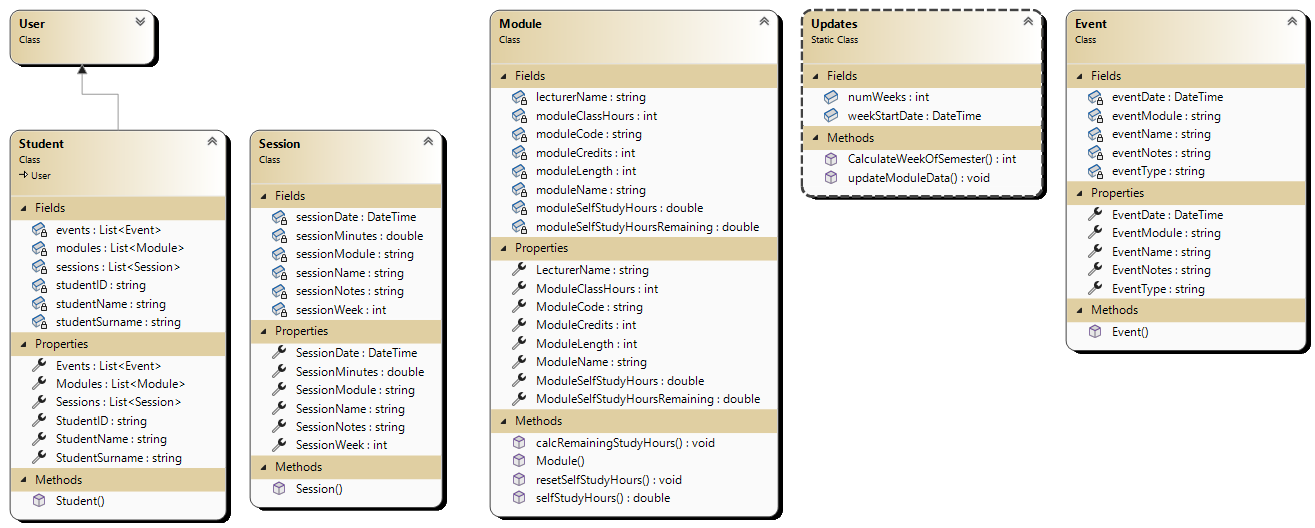 User
Class
Student
Class
User
Fields
events : List<Event>
modules : List<Module>
sessions : List<Session>
studentID : string
studentName : string
studentSurname : string
Properties
Events : List<Event>
Modules : List<Module>
Sessions : List<Session>
StudentID : string
StudentName : string
StudentSurname : string
Methods
Student()
Session
Class
Fields
sessionDate : DateTime
sessionMinutes : double
sessionModule : string
sessionName : string
sessionNotes : string
sessionWeek : int
Properties
SessionDate : DateTime
SessionMinutes : double
SessionModule : string
SessionName : string
SessionNotes : string
SessionWeek : int
Methods
Session()
Module
Class
Fields
lecturerName : string
moduleClassHours : int
moduleCode : string
moduleCredits : int
moduleLength : int
moduleName : string
moduleSelfStudyHours : double
moduleSelfStudyHoursRemaining : double
Properties
LecturerName : string
ModuleClassHours : int
ModuleCode : string
ModuleCredits : int
ModuleLength : int
ModuleName : string
ModuleSelfStudyHours : double
ModuleSelfStudyHoursRemaining : double
Methods
calcRemainingStudyHours() : void
Module()
resetSelfStudyHours() : void
selfStudyHours() : double
Updates
Static Class
Fields
numWeeks : int
weekStartDate : DateTime
Methods
CalculateWeekOfSemester() : int
updateModuleData() : void
Event
Class
Fields
eventDate : DateTime
eventModule : string
eventName : string
eventNotes : string
eventType : string
Properties
EventDate : DateTime
EventModule : string
EventName : string
EventNotes : string
EventType : string
Methods
Event()